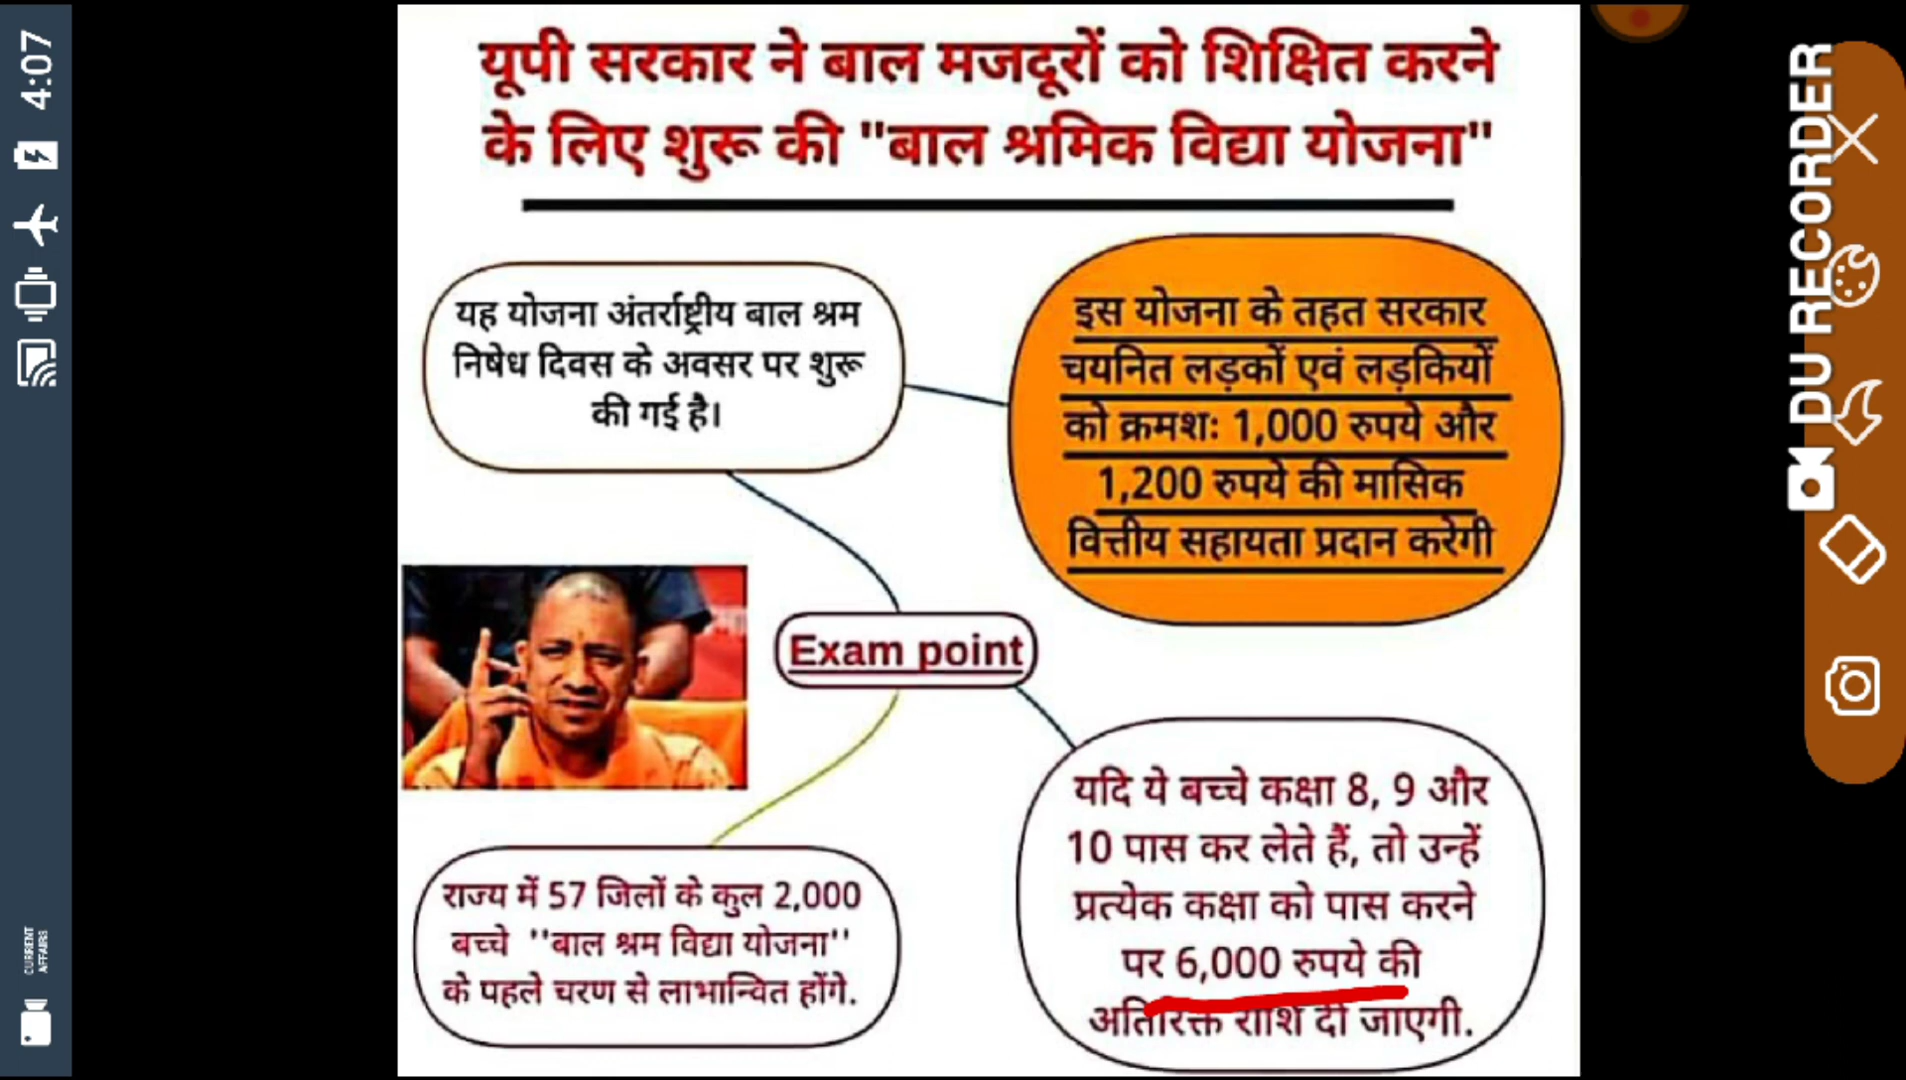 यूपी सरकार ने बाल मजदूरों को शिक्षित करने
के लिए शुरू की "बाल श्रमिक विद्या योजना"
यह योजना अंतर्राष्ट्रीय बाल श्रम
निषेध दिवस के अवसर पर शुरू
की गई है।
इस योजना के तहत सरकार
चयनित लड़कों एवं लड़कियों
को क्रमशः 1,000 रुपये और
1,200 रुपये की मासिक
वित्तीय सहायता प्रदान करेगी
Exam point
राज्य में 57 जिलों के कुल 2,000
बच्चे ''बाल श्रम विद्या योजना''
के पहले चरण से लाभान्वित होंगे.
यदि ये बच्चे कक्षा 8, 9 और
10 पास कर लेते हैं, तो उन्हें
प्रत्येक कक्षा को पास करने
पर 6,000 रुपये की
अतिरिक्त राशि दी जाएगी.
4:07
CURRENT
AFFAIRS
DU RECORDER